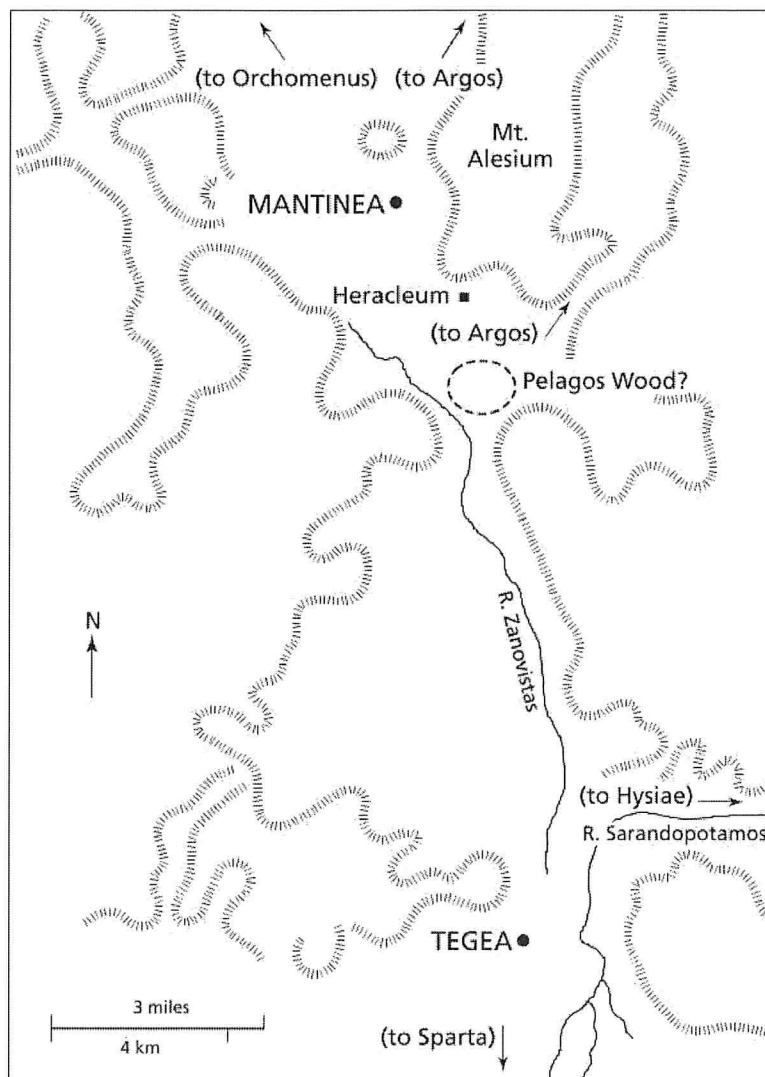 (to Orchomenus) (to Argos)
Mt.
Alesium
MANTINEA
Heracleum
(to Argos)
Pelagos Wood?
N
R. Zanovistas
(to Hysiae)
R. Sarandopotamos
TEGEA
3 miles
4 km
(to Sparta)